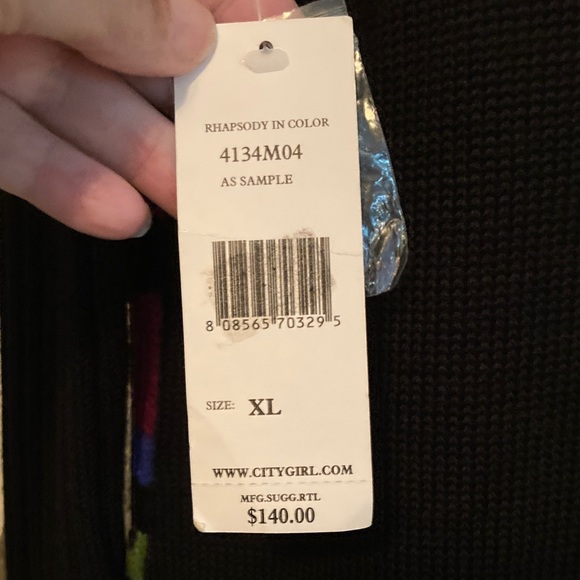 RHAPSODY IN COLOR
4134M04
AS SAMPLE
8 08565 70329 5
SIZE: XL
WWW.CITYGIRL.COM
MFG.SUGG.RTL
$140.00